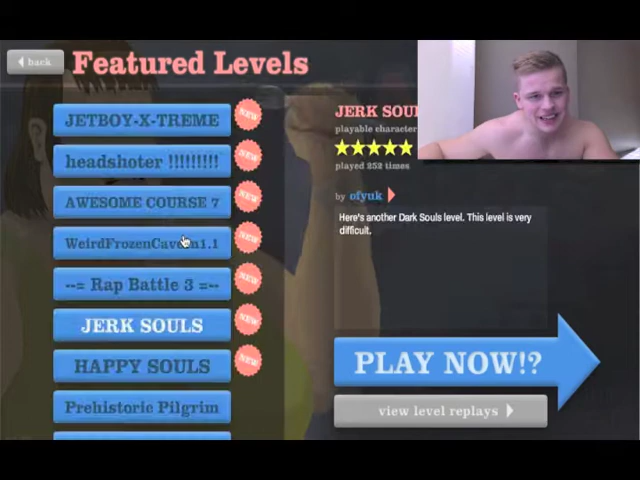 back
Featured Levels
JETBOY-X-TREME
NEW
headshoter !!!!!!!!!
NEW
AWESOME COURSE 7
NEW
NEW
--= Rap Battle 3 =--
NEW
JERK SOULS
NEW
HAPPY SOULS
NEW
Prehistoric Pilgrim
JERK SOU
playable character
played 252 times
by ofyuk
Here's another Dark Souls level. This level is very
difficult.
PLAY NOW!?
view level replays